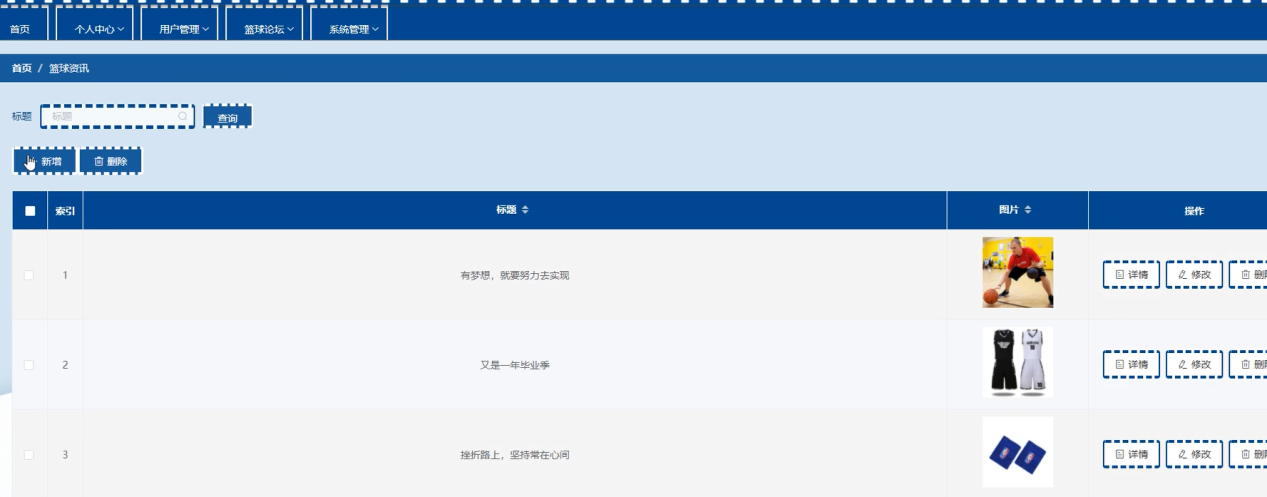 首页 个人中心 用户管理 篮球论坛 系统管理
首页 / 篮球资讯
标题 标题 查询
新增 删除
索引 标题 图片 操作
1 有梦想，就要努力去实现 详情 修改
2 又是一年毕业季 详情 修改
3 挫折路上，坚持常在心间 详情 修改